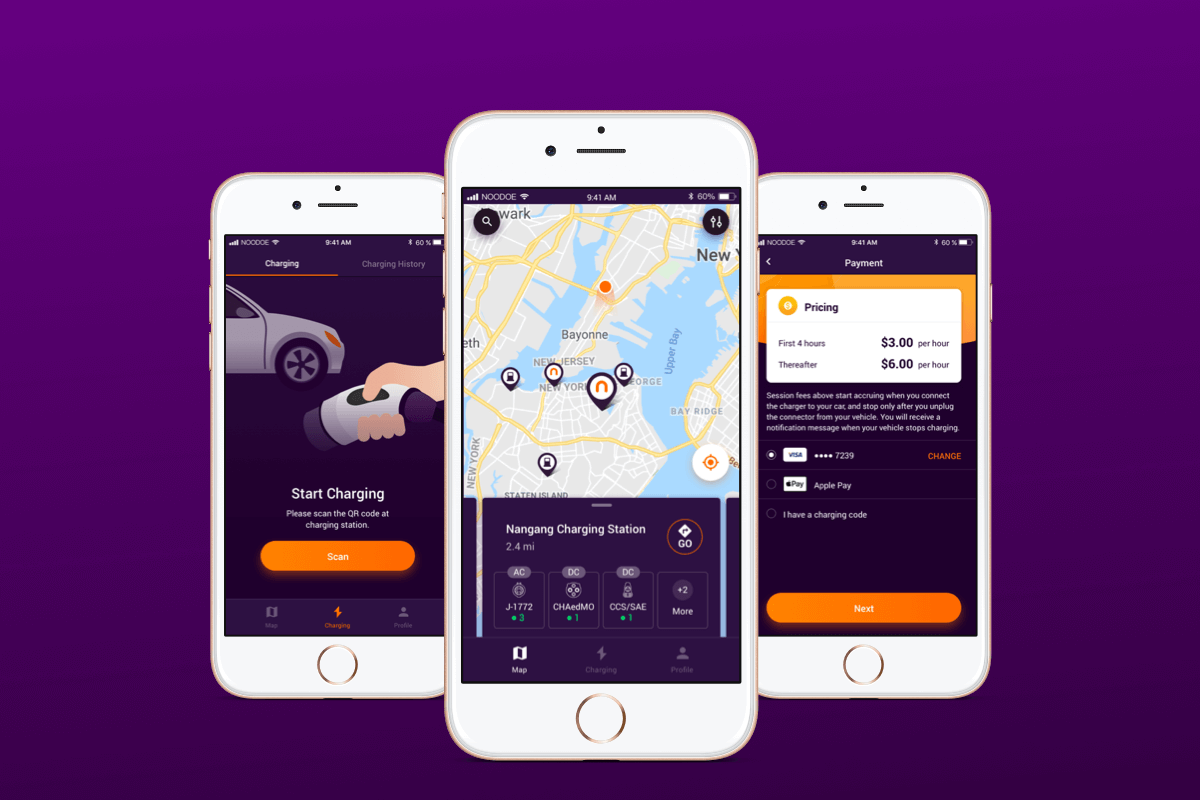 NOODOE
9:41 AM
60 %
Charging
Charging History
Start Charging
Please scan the QR code at
charging station.
Scan
Map
Charging
Profile
NOODOE
9:41 AM
60%
wark
New Y
Bayonne
eth
NEW JERSEY
NEW YORK
ORGE
Upper Bay
BAY RIDGE
NEW YORK
STATEN ISLAND
Nangang Charging Station
2.4 mi
GO
AC
DC
DC
J-1772
CHAedMO
CCS/SAE
+2
More
3
1
1
Map
Charging
Profile
NOODOE
9:41 AM
60 %
Payment
Pricing
First 4 hours
$3.00 per hour
Thereafter
$6.00 per hour
Session fees above start accruing when you connect
the charger to your car, and stop only after you unplug
the connector from your vehicle. You will receive a
notification message when your vehicle stops charging.
VISA
•••• 7239
CHANGE
Pay
Apple Pay
I have a charging code
Next